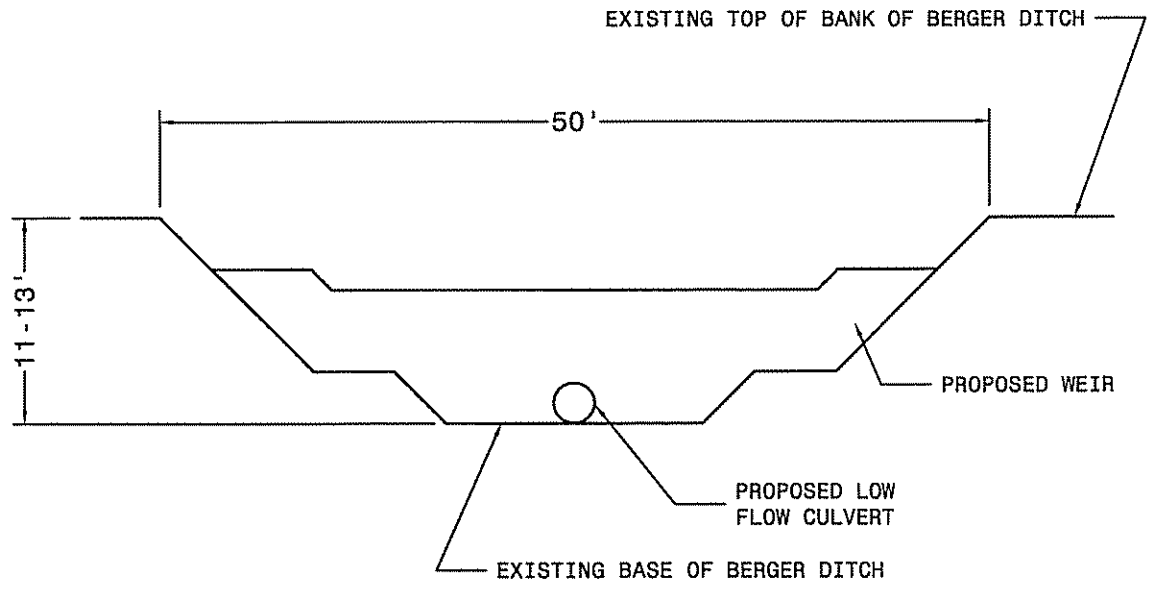 EXISTING TOP OF BANK OF BERGER DITCH
50'
11-13'
PROPOSED WEIR
PROPOSED LOW
FLOW CULVERT
EXISTING BASE OF BERGER DITCH